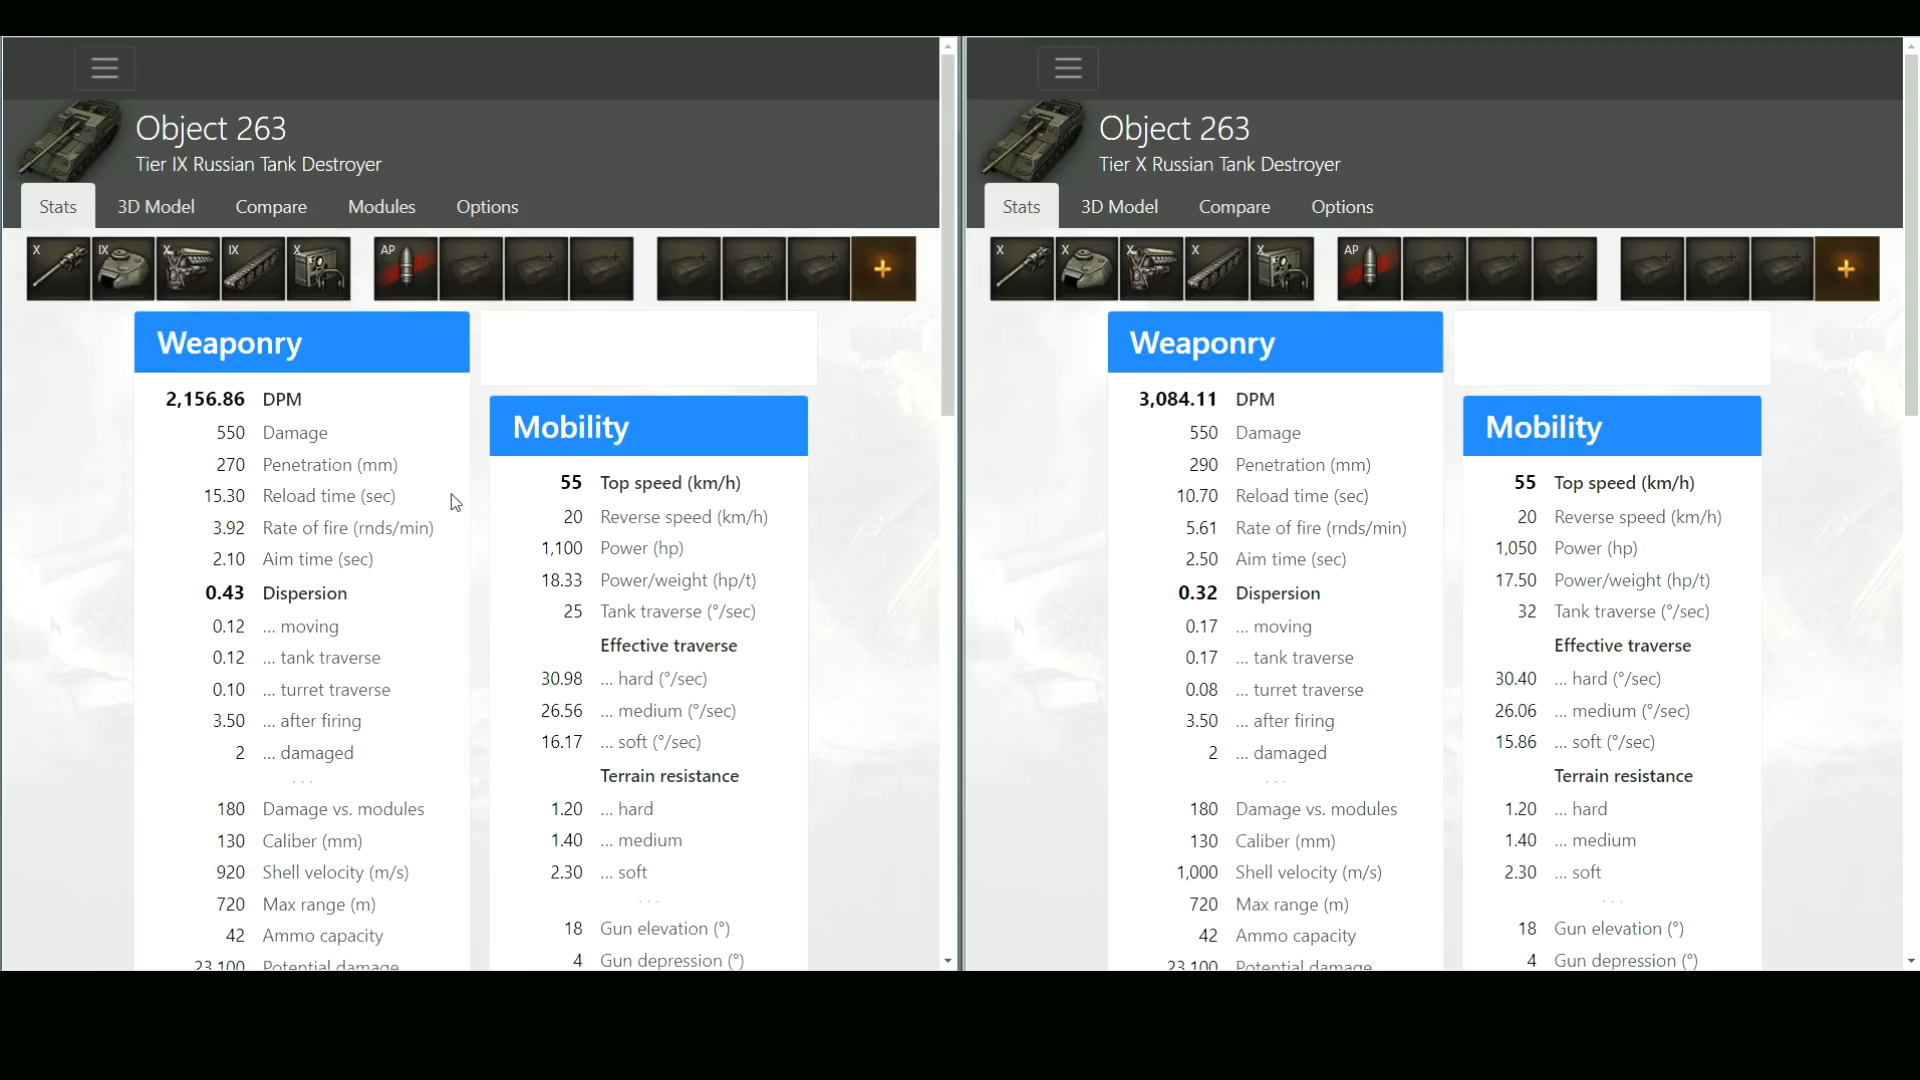 Object 263
Tier IX Russian Tank Destroyer
Stats 3D Model Compare Modules Options
X IX X IX X AP
+
Weaponry
2,156.86 DPM
550 Damage
270 Penetration (mm)
15.30 Reload time (sec)
3.92 Rate of fire (rnds/min)
2.10 Aim time (sec)
0.43 Dispersion
0.12 ... moving
0.12 ... tank traverse
0.10 ... turret traverse
3.50 ... after firing
2 ... damaged
...
180 Damage vs. modules
130 Caliber (mm)
920 Shell velocity (m/s)
720 Max range (m)
42 Ammo capacity
23,100 Potential damage
Mobility
55 Top speed (km/h)
20 Reverse speed (km/h)
1,100 Power (hp)
18.33 Power/weight (hp/t)
25 Tank traverse (°/sec)
Effective traverse
30.98 ... hard (°/sec)
26.56 ... medium (°/sec)
16.17 ... soft (°/sec)
Terrain resistance
1.20 ... hard
1.40 ... medium
2.30 ... soft
...
18 Gun elevation (°)
4 Gun depression (°)
Object 263
Tier X Russian Tank Destroyer
Stats 3D Model Compare Options
X X X X X AP
+
Weaponry
3,084.11 DPM
550 Damage
290 Penetration (mm)
10.70 Reload time (sec)
5.61 Rate of fire (rnds/min)
2.50 Aim time (sec)
0.32 Dispersion
0.17 ... moving
0.17 ... tank traverse
0.08 ... turret traverse
3.50 ... after firing
2 ... damaged
...
180 Damage vs. modules
130 Caliber (mm)
1,000 Shell velocity (m/s)
720 Max range (m)
42 Ammo capacity
23,100 Potential damage
Mobility
55 Top speed (km/h)
20 Reverse speed (km/h)
1,050 Power (hp)
17.50 Power/weight (hp/t)
32 Tank traverse (°/sec)
Effective traverse
30.40 ... hard (°/sec)
26.06 ... medium (°/sec)
15.86 ... soft (°/sec)
Terrain resistance
1.20 ... hard
1.40 ... medium
2.30 ... soft
...
18 Gun elevation (°)
4 Gun depression (°)